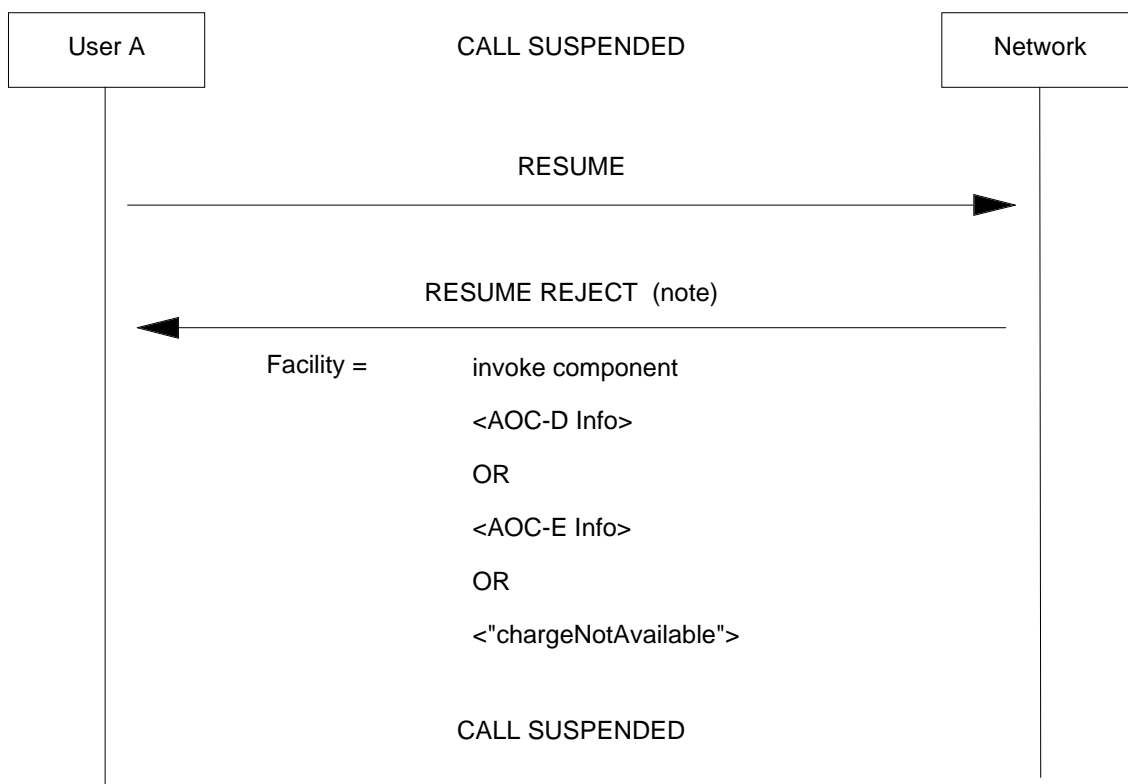 User A CALL SUSPENDED Network
RESUME
RESUME REJECT (note)
Facility = invoke component
<AOC-D Info>
OR
<AOC-E Info>
OR
<"chargeNotAvailable">
CALL SUSPENDED